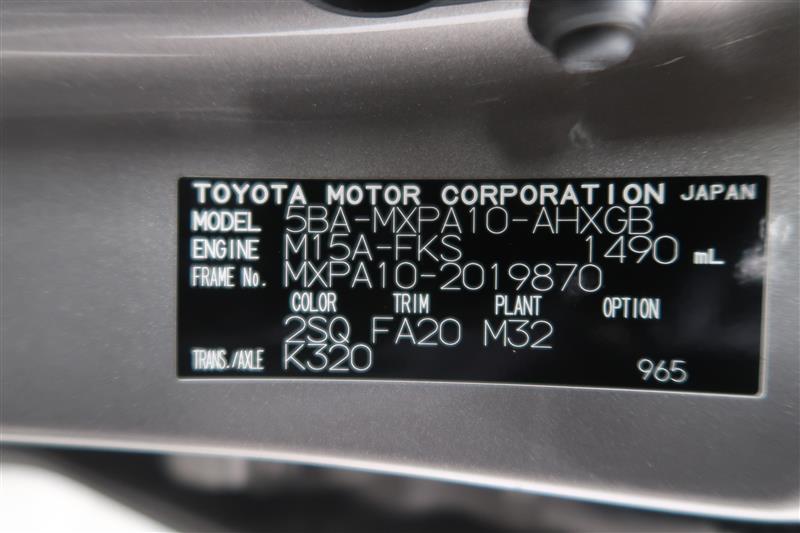 TOYOTA MOTOR CORPORATION JAPAN
MODEL 5BA-MXPA10-AHXGB
ENGINE M15A-FKS 1490 mL
FRAME No. MXPA10-2019870
COLOR TRIM PLANT OPTION
2SQ FA20 M32
TRANS./AXLE K320 965